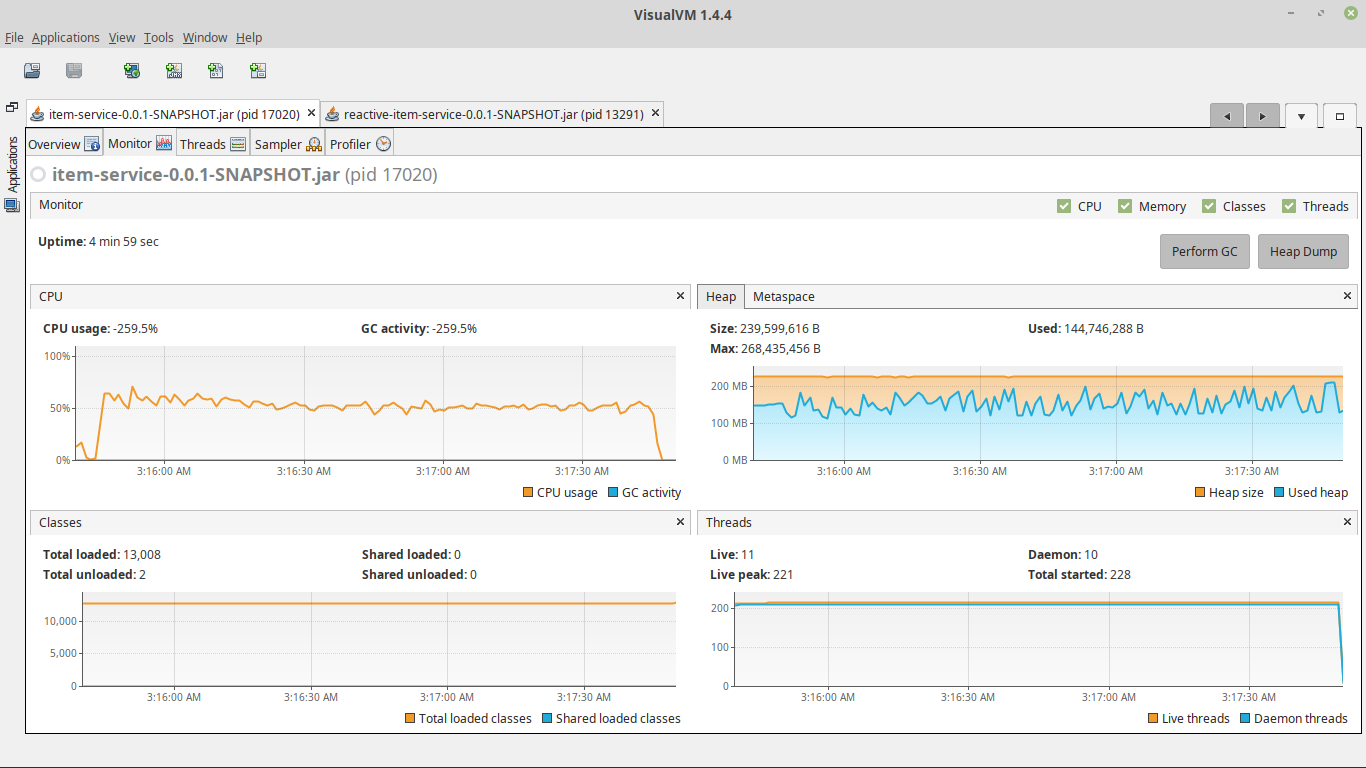 VisualVM 1.4.4
File Applications View Tools Window Help
item-service-0.0.1-SNAPSHOT.jar (pid 17020) reactive-item-service-0.0.1-SNAPSHOT.jar (pid 13291)
Applications
Overview Monitor Threads Sampler Profiler
item-service-0.0.1-SNAPSHOT.jar (pid 17020)
Monitor CPU Memory Classes Threads
Uptime: 4 min 59 sec
Perform GC Heap Dump
CPU
CPU usage: -259.5% GC activity: -259.5%
100%
50%
0%
3:16:00 AM 3:16:30 AM 3:17:00 AM 3:17:30 AM
CPU usage GC activity
Heap Metaspace
Size: 239,599,616 B Used: 144,746,288 B
Max: 268,435,456 B
200 MB
100 MB
0 MB
3:16:00 AM 3:16:30 AM 3:17:00 AM 3:17:30 AM
Heap size Used heap
Classes
Total loaded: 13,008 Shared loaded: 0
Total unloaded: 2 Shared unloaded: 0
10,000
5,000
0
3:16:00 AM 3:16:30 AM 3:17:00 AM 3:17:30 AM
Total loaded classes Shared loaded classes
Threads
Live: 11 Daemon: 10
Live peak: 221 Total started: 228
200
100
0
3:16:00 AM 3:16:30 AM 3:17:00 AM 3:17:30 AM
Live threads Daemon threads